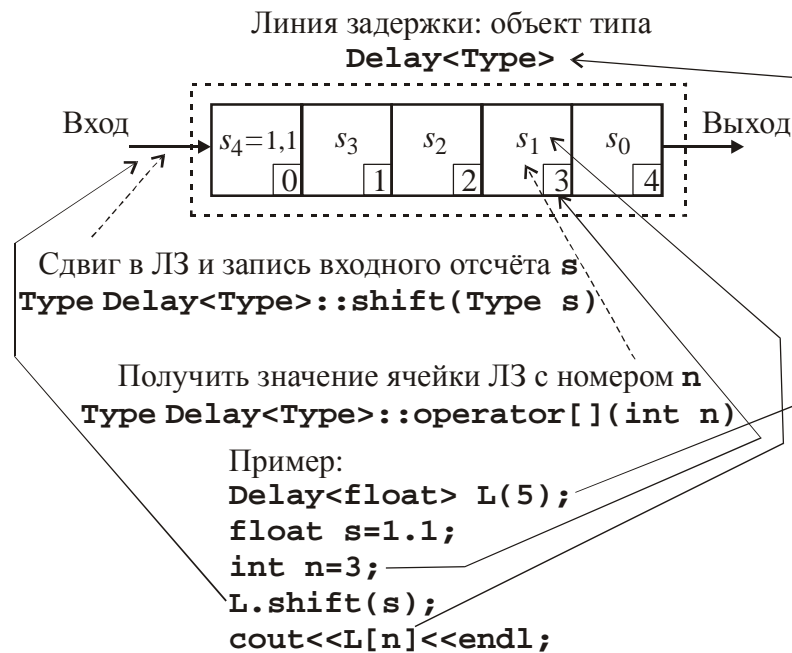 Линия задержки: объект типа
Delay<Type>
Вход
s4=1,1 s3 s2 s1 s0
Выход
0 1 2 3 4
Сдвиг в ЛЗ и запись входного отсчёта s
Type Delay<Type>::shift(Type s)
Получить значение ячейки ЛЗ с номером n
Type Delay<Type>::operator[](int n)
Пример:
Delay<float> L(5);
float s=1.1;
int n=3;
L.shift(s);
cout<<L[n]<<endl;